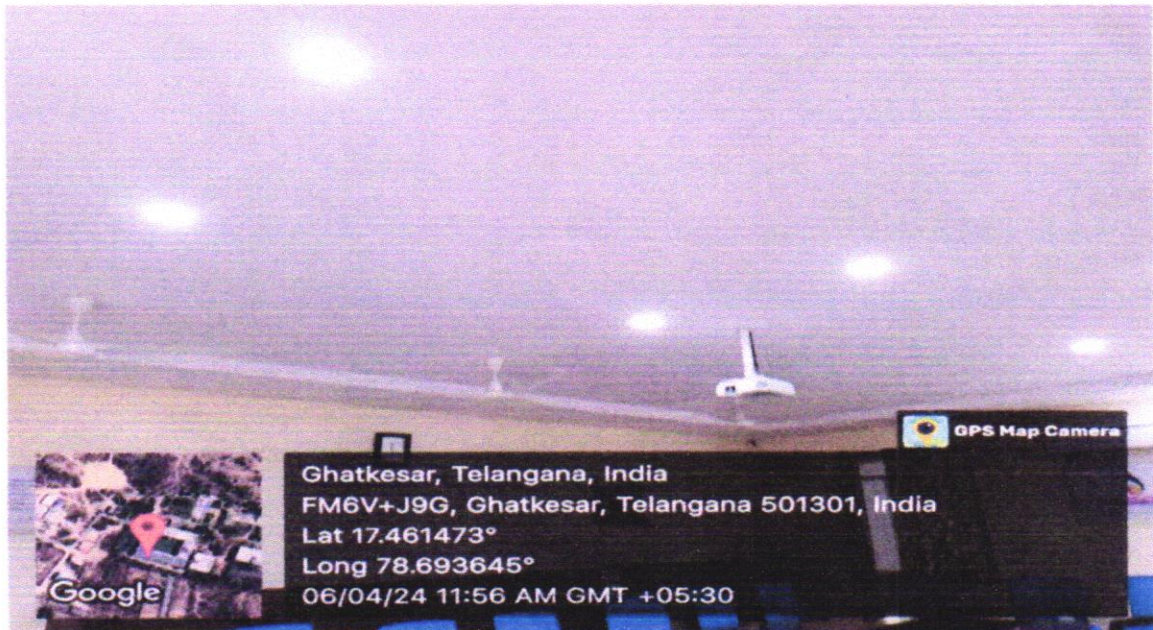 GPS Map Camera
Ghatkesar, Telangana, India
FM6V+J9G, Ghatkesar, Telangana 501301, India
Lat 17.461473°
Long 78.693645°
06/04/24 11:56 AM GMT +05:30
Google